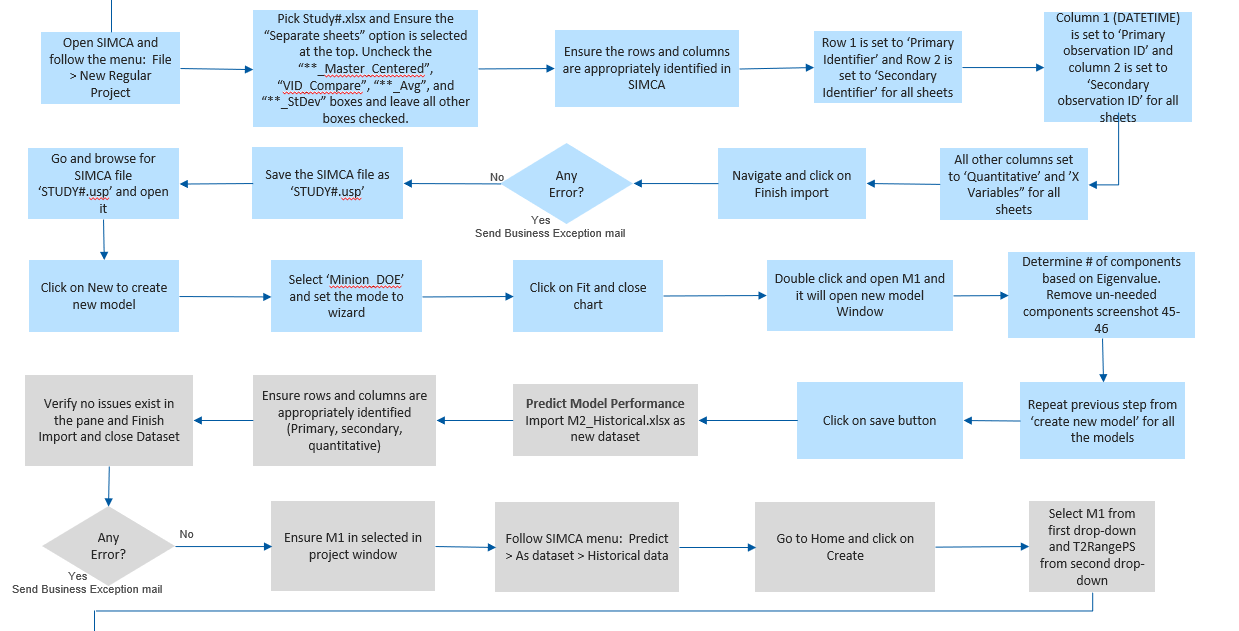 Open SIMCA and
follow the menu:  File
> New Regular
Project
Pick Study#.xlsx and Ensure the
“Separate sheets” option is selected
at the top. Uncheck the
“**_Master_Centered”,
“VID_Compare”, “**_Avg”, and
“**_StDev” boxes and leave all other
boxes checked.
Ensure the rows and columns
are appropriately identified in
SIMCA
Row 1 is set to ‘Primary
Identifier’ and Row 2 is
set to ‘Secondary
Identifier’ for all sheets
Column 1 (DATETIME)
is set to ‘Primary
observation ID’ and
column 2 is set to
‘Secondary
observation ID’ for all
sheets
All other columns set
to ‘Quantitative’ and ’X
Variables” for all
sheets
Navigate and click on
Finish import
Any
Error?
No
Yes
Send Business Exception mail
Save the SIMCA file as
‘STUDY#.usp’
Go and browse for
SIMCA file
‘STUDY#.usp’ and open
it
Click on New to create
new model
Select ‘Minion_DOE’
and set the mode to
wizard
Click on Fit and close
chart
Double click and open M1 and
it will open new model
Window
Determine # of components
based on Eigenvalue.
Remove un-needed
components screenshot 45-
46
Repeat previous step from
‘create new model’ for all
the models
Click on save button
Predict Model Performance
Import M2_Historical.xlsx as
new dataset
Ensure rows and columns are
appropriately identified
(Primary, secondary,
quantitative)
Verify no issues exist in
the pane and Finish
Import and close Dataset
Any
Error?
No
Yes
Send Business Exception mail
Ensure M1 in selected in
project window
Follow SIMCA menu:  Predict
> As dataset > Historical data
Go to Home and click on
Create
Select M1 from
first drop-down
and T2RangePS
from second drop-
down